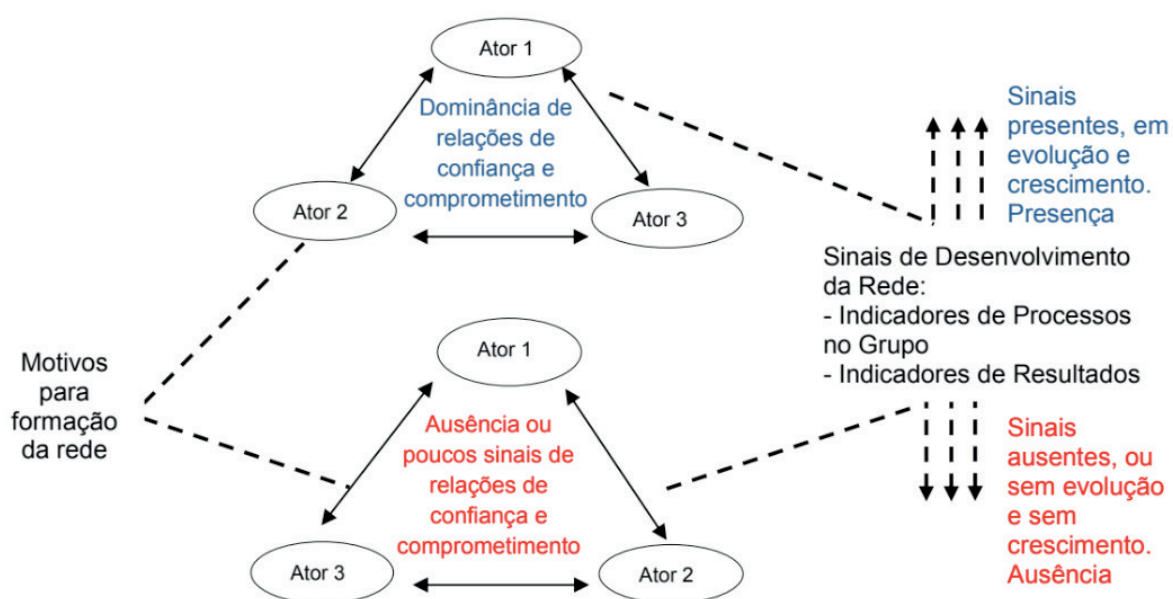 Ator 1
Dominância de
relações de
confiança e
comprometimento
Ator 2
Ator 3
Sinais
presentes, em
evolução e
crescimento.
Presença
Sinais de Desenvolvimento
da Rede:
- Indicadores de Processos
no Grupo
- Indicadores de Resultados
Motivos
para
formação
da rede
Ator 1
Ausência ou
poucos sinais de
relações de
confiança e
comprometimento
Ator 3
Ator 2
Sinais
ausentes, ou
sem evolução
e sem
crescimento.
Ausência